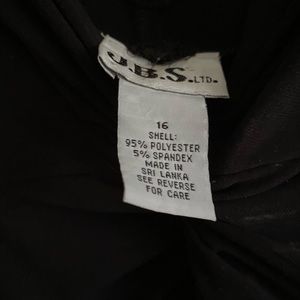 J.B.S. LTD.
16
SHELL:
95% POLYESTER
5% SPANDEX
MADE IN
SRI LANKA
SEE REVERSE
FOR CARE